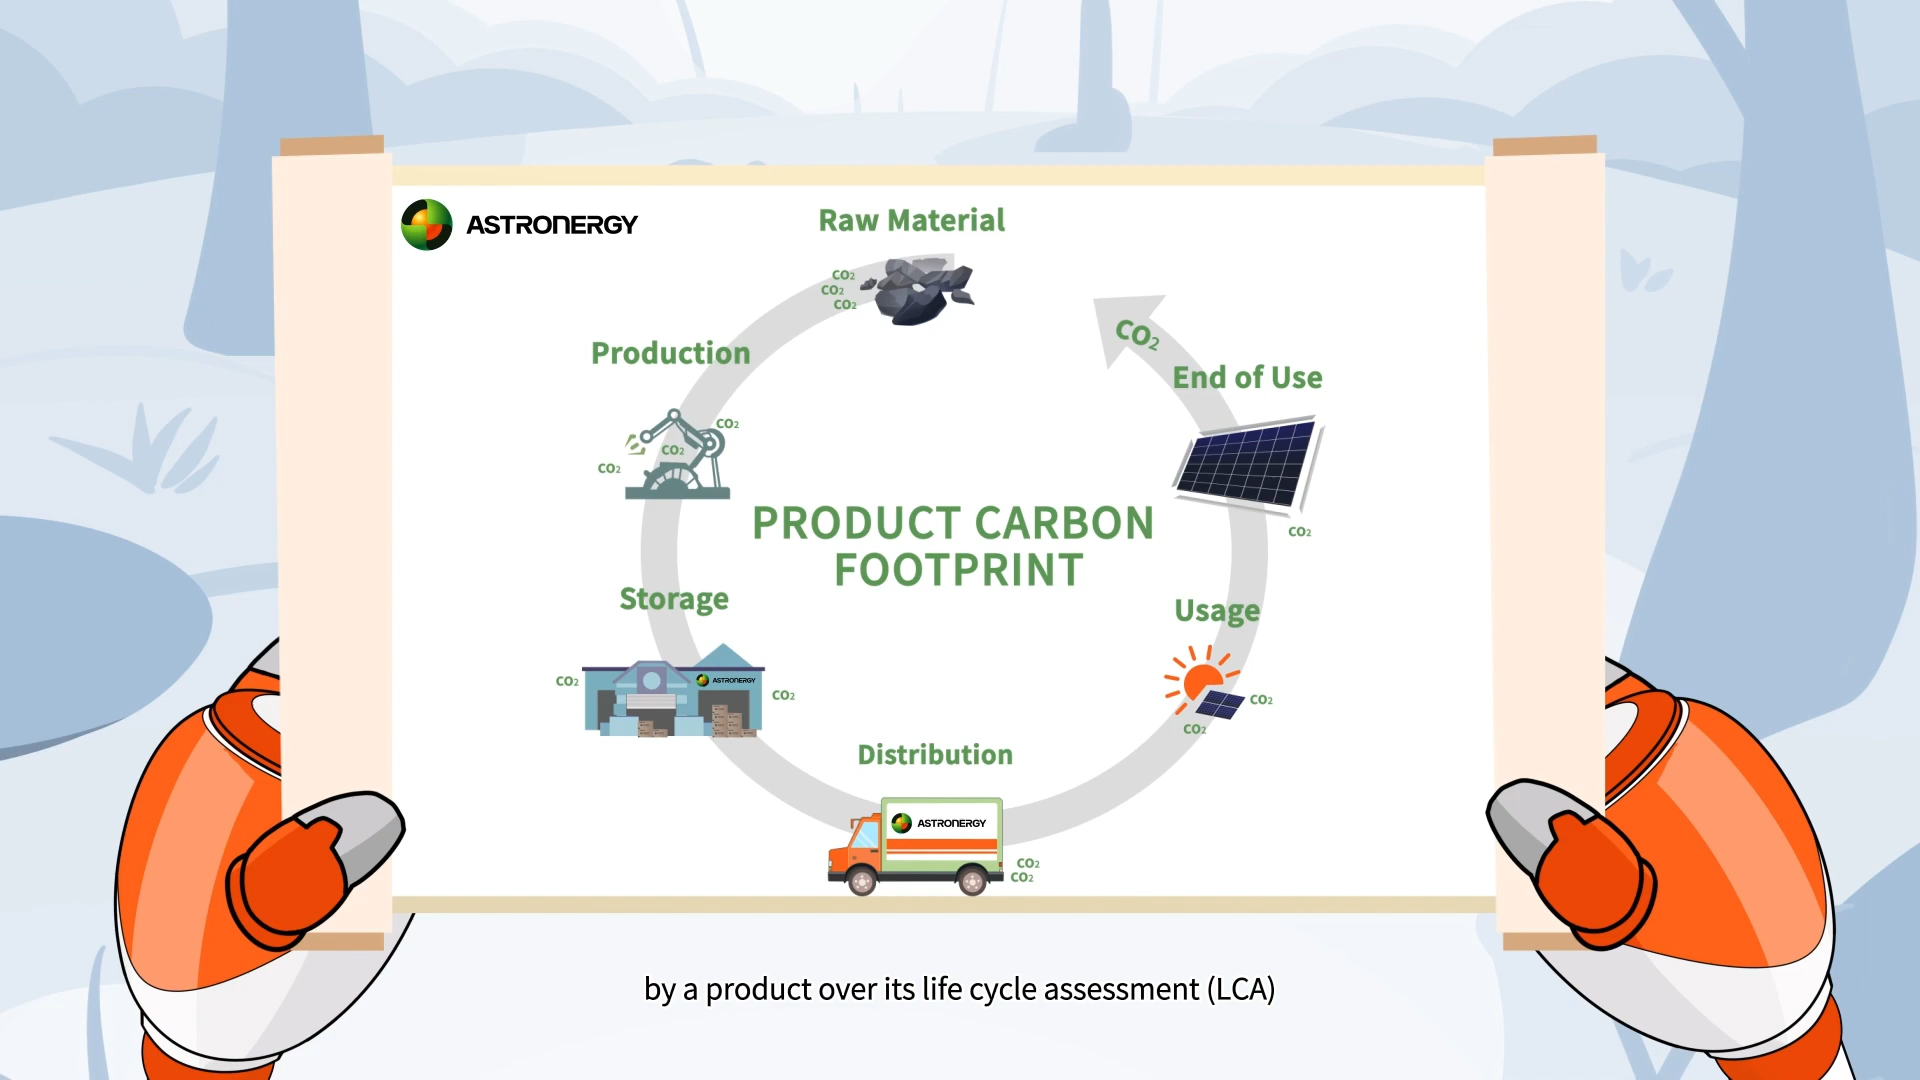 ASTRONERGY
Raw Material
CO₂
CO₂
CO₂
CO₂
Production
End of Use
CO₂
CO₂
CO₂
CO₂
PRODUCT CARBON
FOOTPRINT
Storage
Usage
CO₂
ASTRONERGY
CO₂
CO₂
CO₂
Distribution
ASTRONERGY
CO₂
CO₂
by a product over its life cycle assessment (LCA)